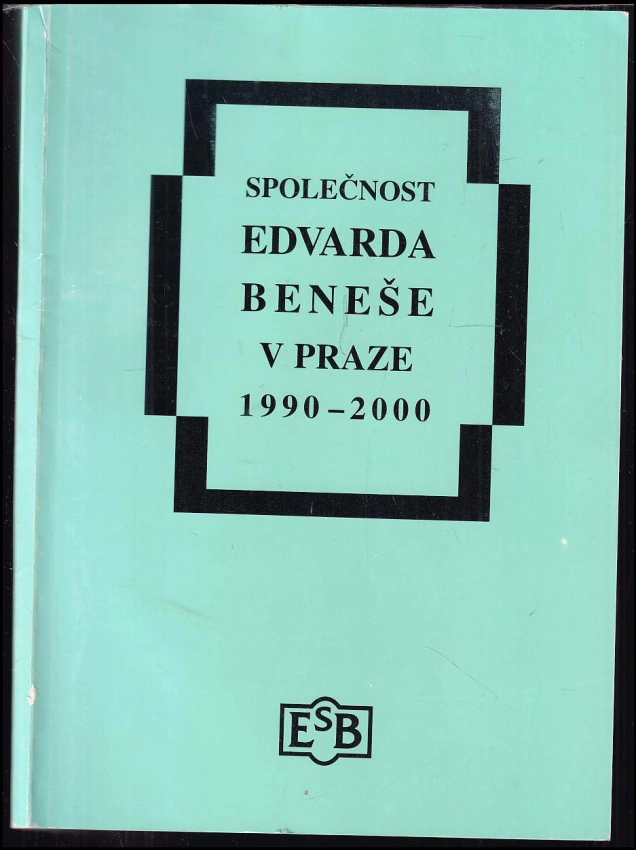 SPOLEČNOST
EDVARDA
BENEŠE
V PRAZE
1990–2000
ESB